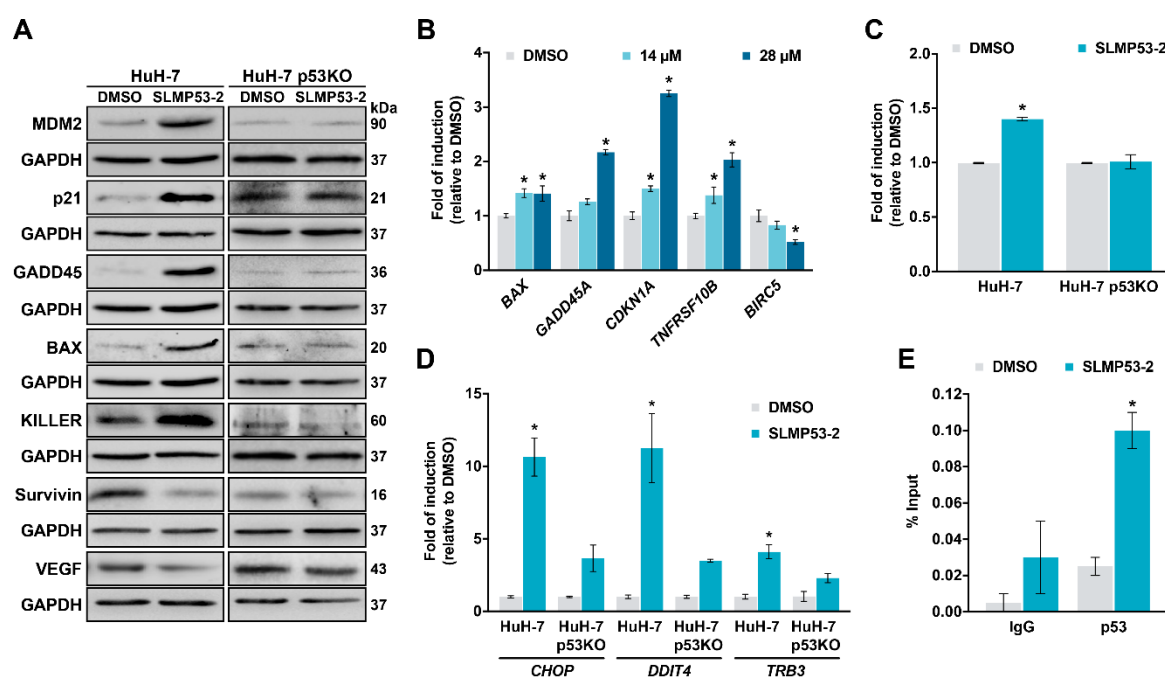 A
HuH-7 HuH-7 p53KO
DMSO SLMP53-2 DMSO SLMP53-2 kDa
MDM2 90
GAPDH 37
p21 21
GAPDH 37
GADD45 36
GAPDH 37
BAX 20
GAPDH 37
KILLER 60
GAPDH 37
Survivin 16
GAPDH 37
VEGF 43
GAPDH 37
B
DMSO 14 µM 28 µM
Fold of induction
(relative to DMSO)
4
3
2
1
0
* * * * * * * *
BAX GADD45A CDKN1A TNFRSF10B BIRC5
C
DMSO SLMP53-2
Fold of induction
(relative to DMSO)
2.0
1.5
1.0
0.5
0.0
*
HuH-7 HuH-7 p53KO
D
DMSO
SLMP53-2
Fold of induction
(relative to DMSO)
15
10
5
0
* * *
HuH-7 HuH-7 HuH-7 HuH-7 HuH-7 HuH-7
p53KO p53KO p53KO
CHOP DDIT4 TRB3
E
DMSO SLMP53-2
% Input
0.12
0.10
0.08
0.06
0.04
0.02
0.00
*
IgG p53